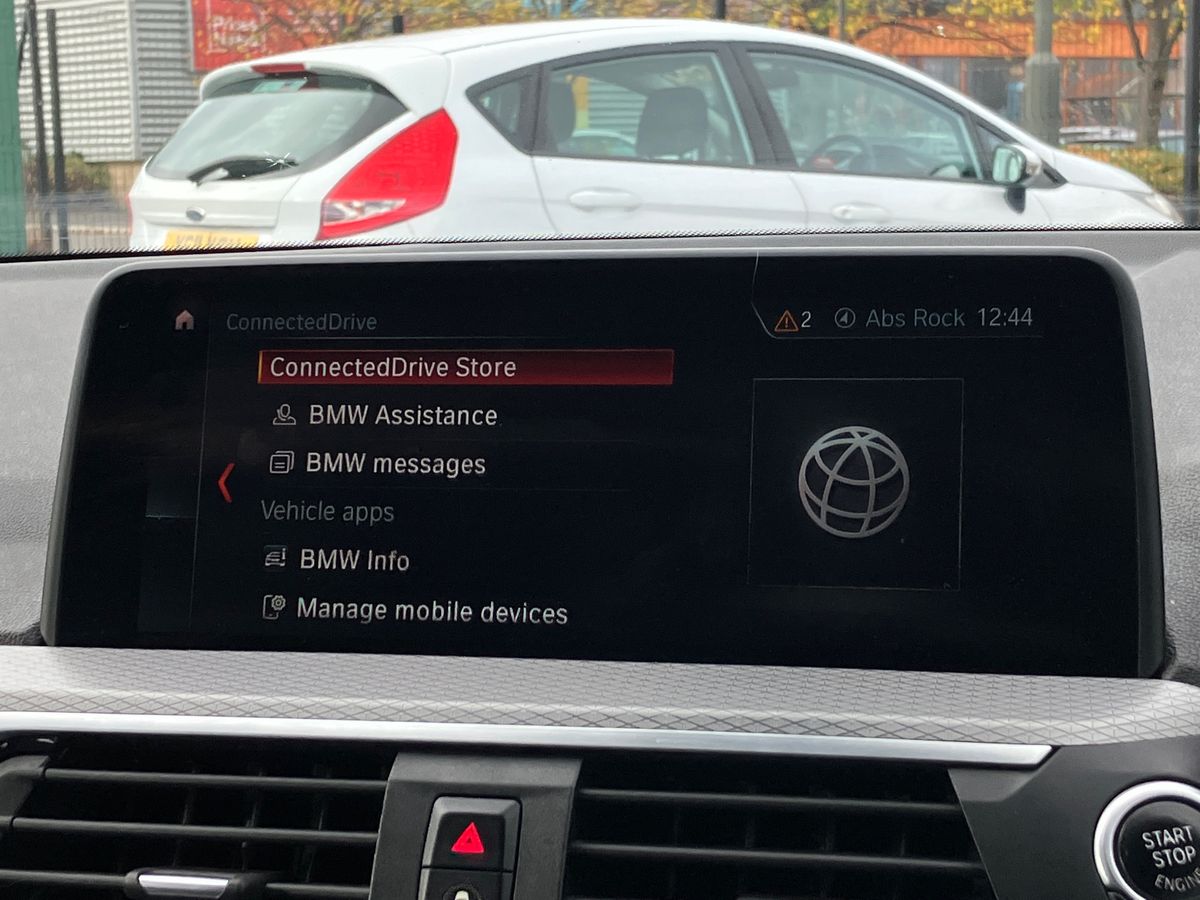 ConnectedDrive
2 Abs Rock 12:44
ConnectedDrive Store
BMW Assistance
BMW messages
Vehicle apps
BMW Info
Manage mobile devices
START
STOP